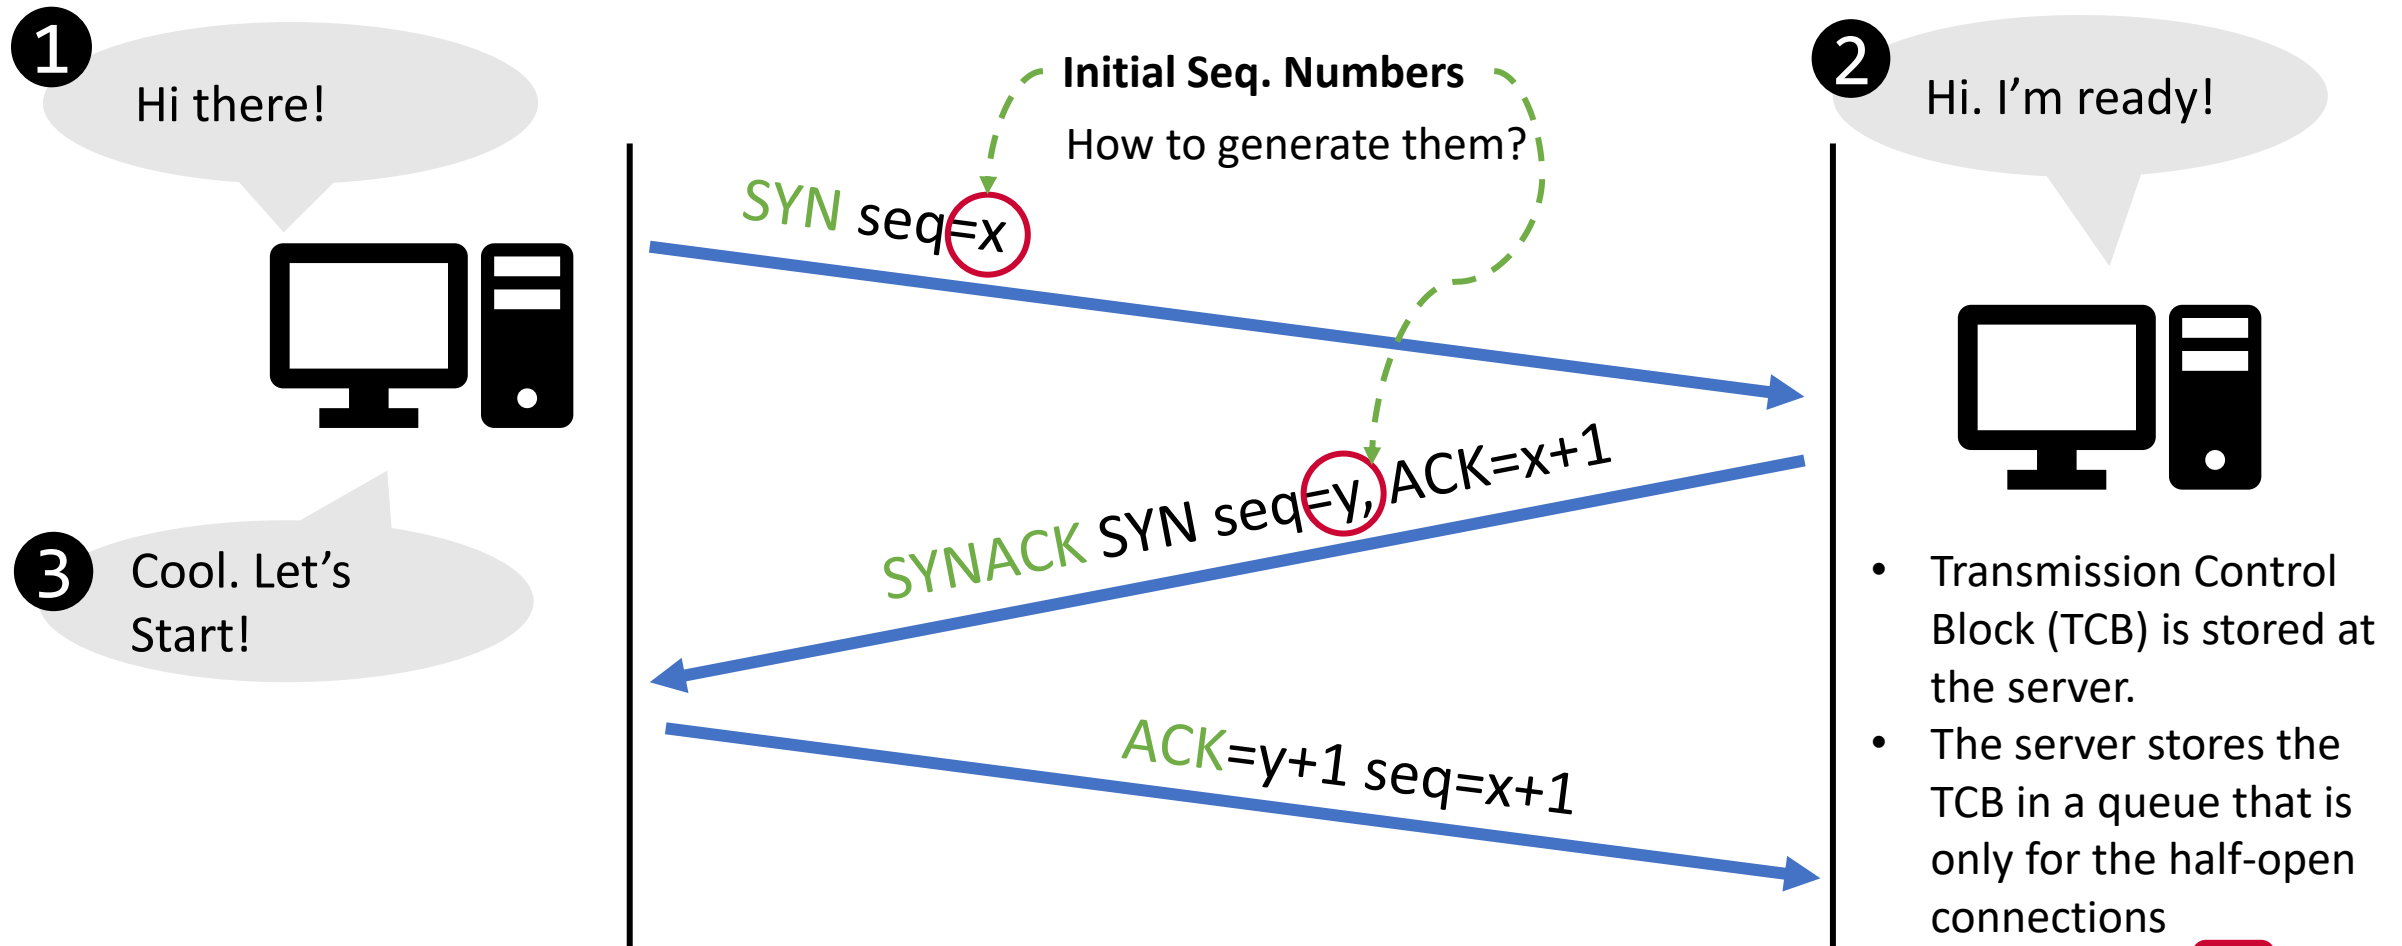 1
Hi there!
Initial Seq. Numbers
How to generate them?
2
Hi. I'm ready!
SYN seq=x
SYNACK SYN seq=y, ACK=x+1
3
Cool. Let's
Start!
ACK=y+1 seq=x+1
• Transmission Control
Block (TCB) is stored at
the server.
• The server stores the
TCB in a queue that is
only for the half-open
connections